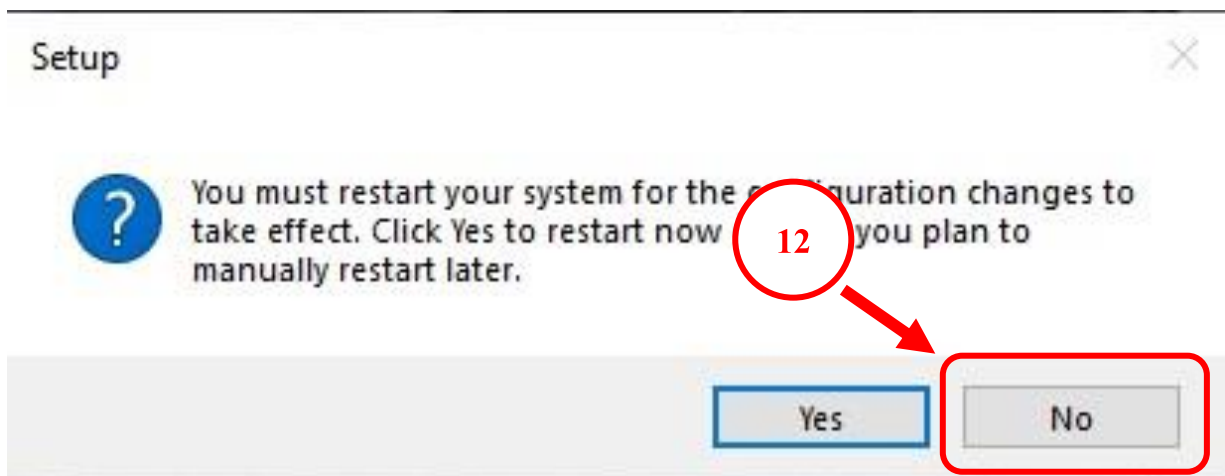 Setup
You must restart your system for the configuration changes to
take effect. Click Yes to restart now you plan to
manually restart later.
12
Yes
No